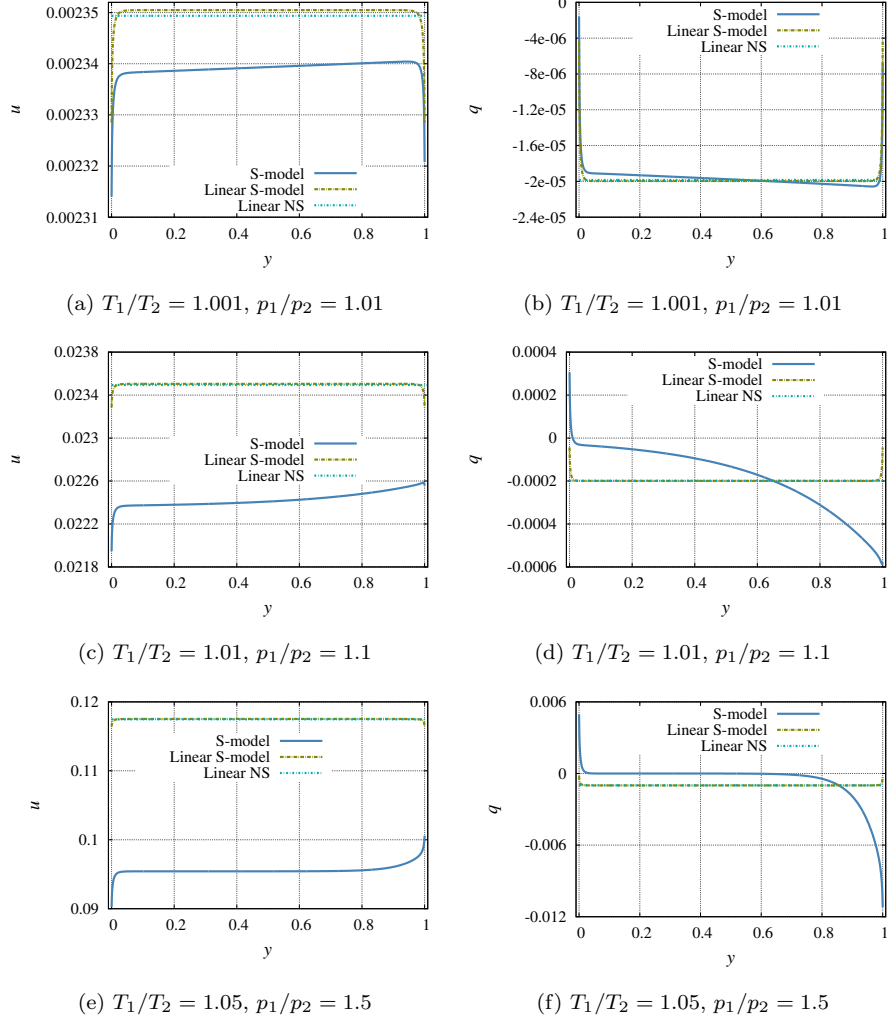 0.00235
0.00234
0.00233
0.00232
0.00231
u
S-model
Linear S-model
Linear NS
0 0.2 0.4 0.6 0.8 1
y
(a) T₁/T₂ = 1.001, p₁/p₂ = 1.01
0
-4e-06
-8e-06
-1.2e-05
-1.6e-05
-2e-05
-2.4e-05
q
S-model
Linear S-model
Linear NS
0 0.2 0.4 0.6 0.8 1
y
(b) T₁/T₂ = 1.001, p₁/p₂ = 1.01
0.0238
0.0234
0.023
0.0226
0.0222
0.0218
u
S-model
Linear S-model
Linear NS
0 0.2 0.4 0.6 0.8 1
y
(c) T₁/T₂ = 1.01, p₁/p₂ = 1.1
0.0004
0.0002
0
-0.0002
-0.0004
-0.0006
q
S-model
Linear S-model
Linear NS
0 0.2 0.4 0.6 0.8 1
y
(d) T₁/T₂ = 1.01, p₁/p₂ = 1.1
0.12
0.11
0.1
0.09
u
S-model
Linear S-model
Linear NS
0 0.2 0.4 0.6 0.8 1
y
(e) T₁/T₂ = 1.05, p₁/p₂ = 1.5
0.006
0
-0.006
-0.012
q
S-model
Linear S-model
Linear NS
0 0.2 0.4 0.6 0.8 1
y
(f) T₁/T₂ = 1.05, p₁/p₂ = 1.5